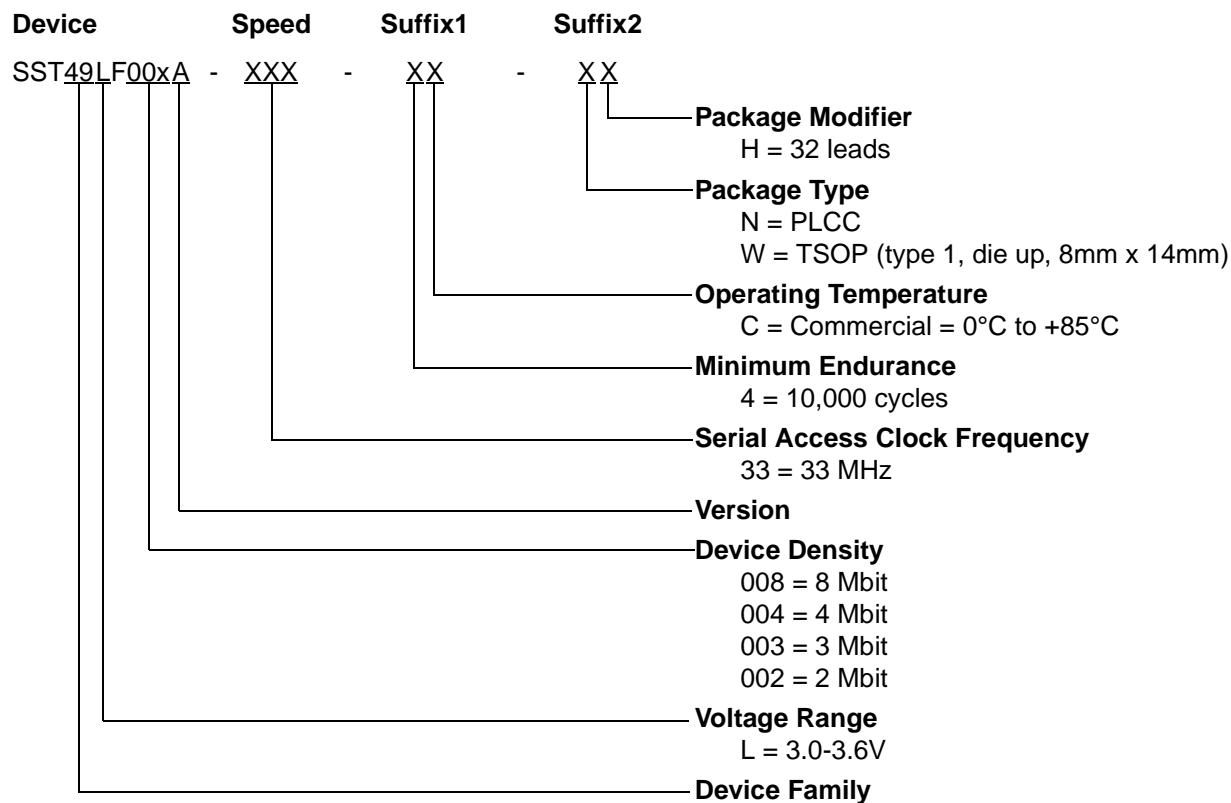 Device Speed Suffix1 Suffix2
SST49LF00xA - XXX - XX - XX
Package Modifier
H = 32 leads
Package Type
N = PLCC
W = TSOP (type 1, die up, 8mm x 14mm)
Operating Temperature
C = Commercial = 0°C to +85°C
Minimum Endurance
4 = 10,000 cycles
Serial Access Clock Frequency
33 = 33 MHz
Version
Device Density
008 = 8 Mbit
004 = 4 Mbit
003 = 3 Mbit
002 = 2 Mbit
Voltage Range
L = 3.0-3.6V
Device Family